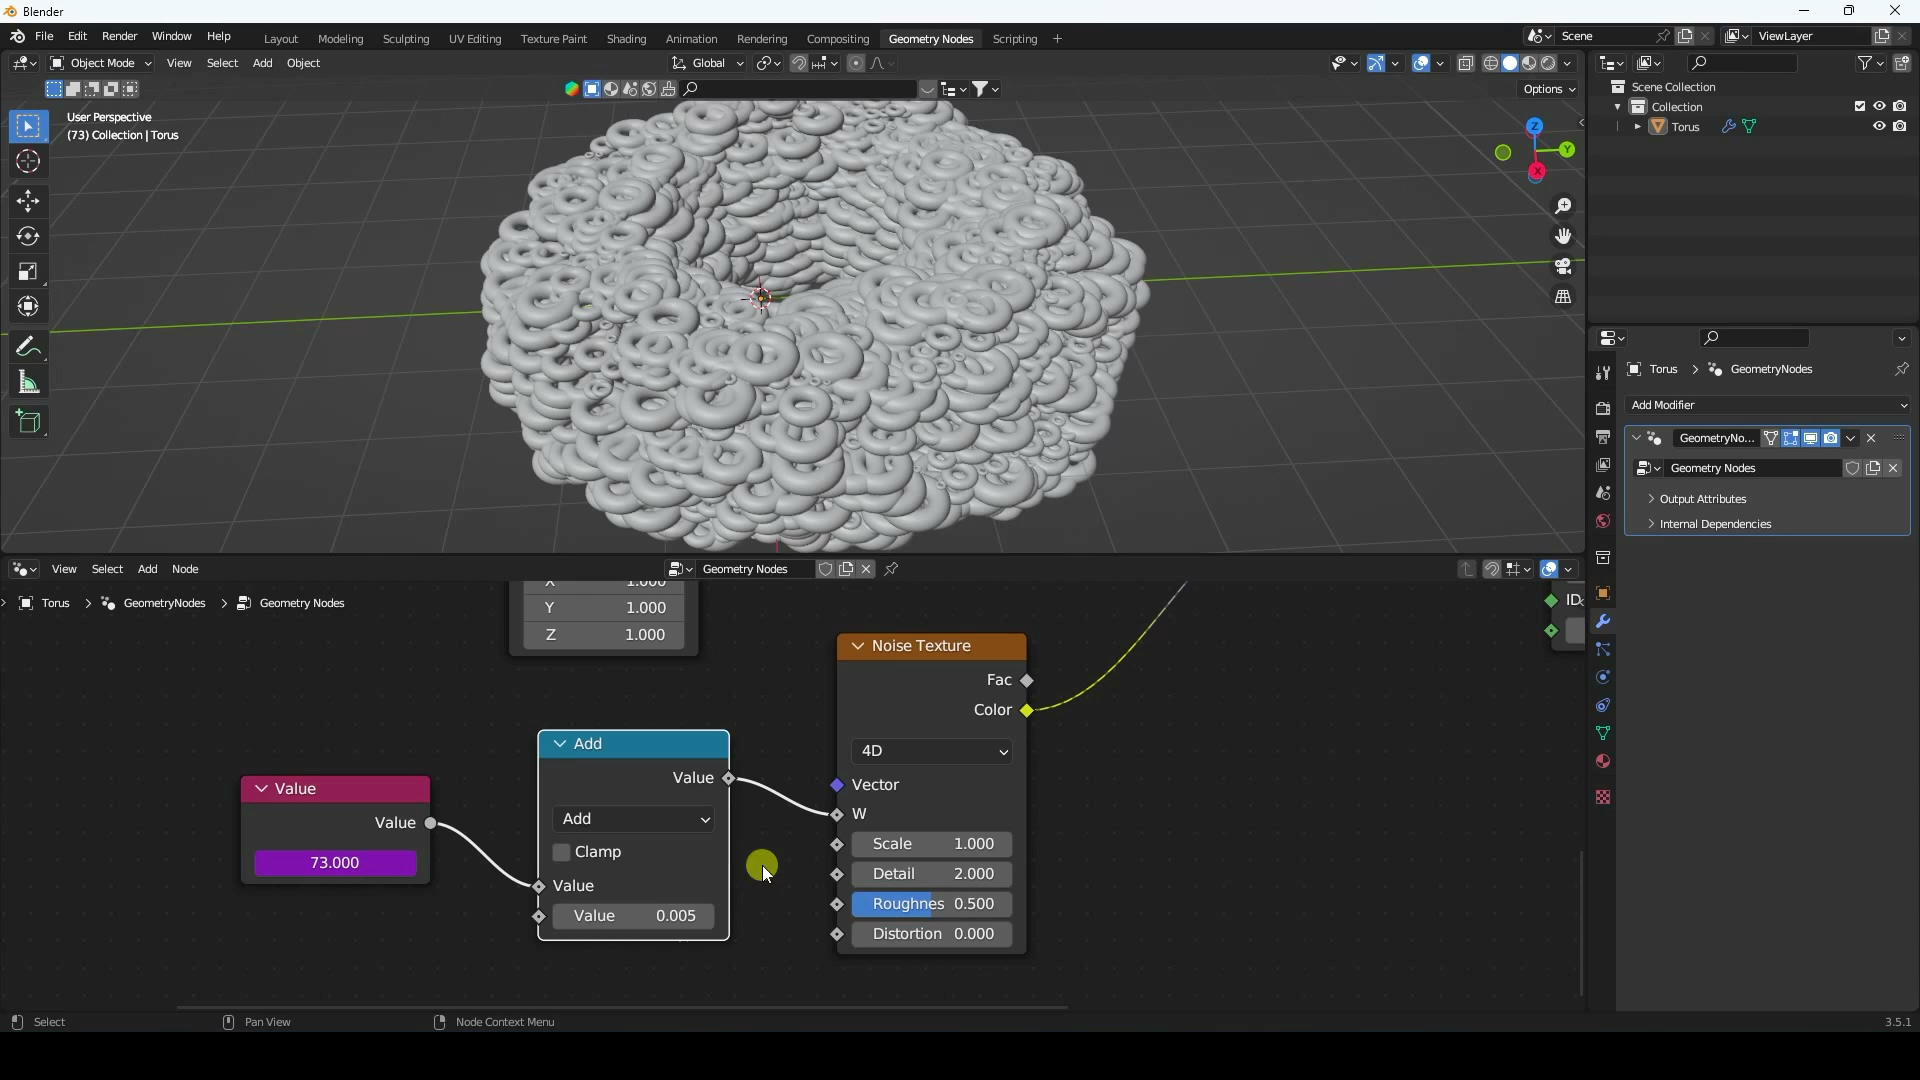 Blender
File Edit Render Window Help Layout Modeling Sculpting UV Editing Texture Paint Shading Animation Rendering Compositing Geometry Nodes Scripting + Scene ViewLayer
Object Mode View Select Add Object Global
Options
User Perspective
(73) Collection | Torus
Z
Y
X
Scene Collection
Collection
Torus
Torus > GeometryNodes
Add Modifier
GeometryNo...
Geometry Nodes
Output Attributes
Internal Dependencies
View Select Add Node Geometry Nodes
Torus > GeometryNodes > Geometry Nodes
X 1.000
Y 1.000
Z 1.000
Value
Value
73.000
Add
Value
Add
Clamp
Value
Value 0.005
Noise Texture
Fac
Color
4D
Vector
W
Scale 1.000
Detail 2.000
Roughnes 0.500
Distortion 0.000
ID
Select Pan View Node Context Menu 3.5.1